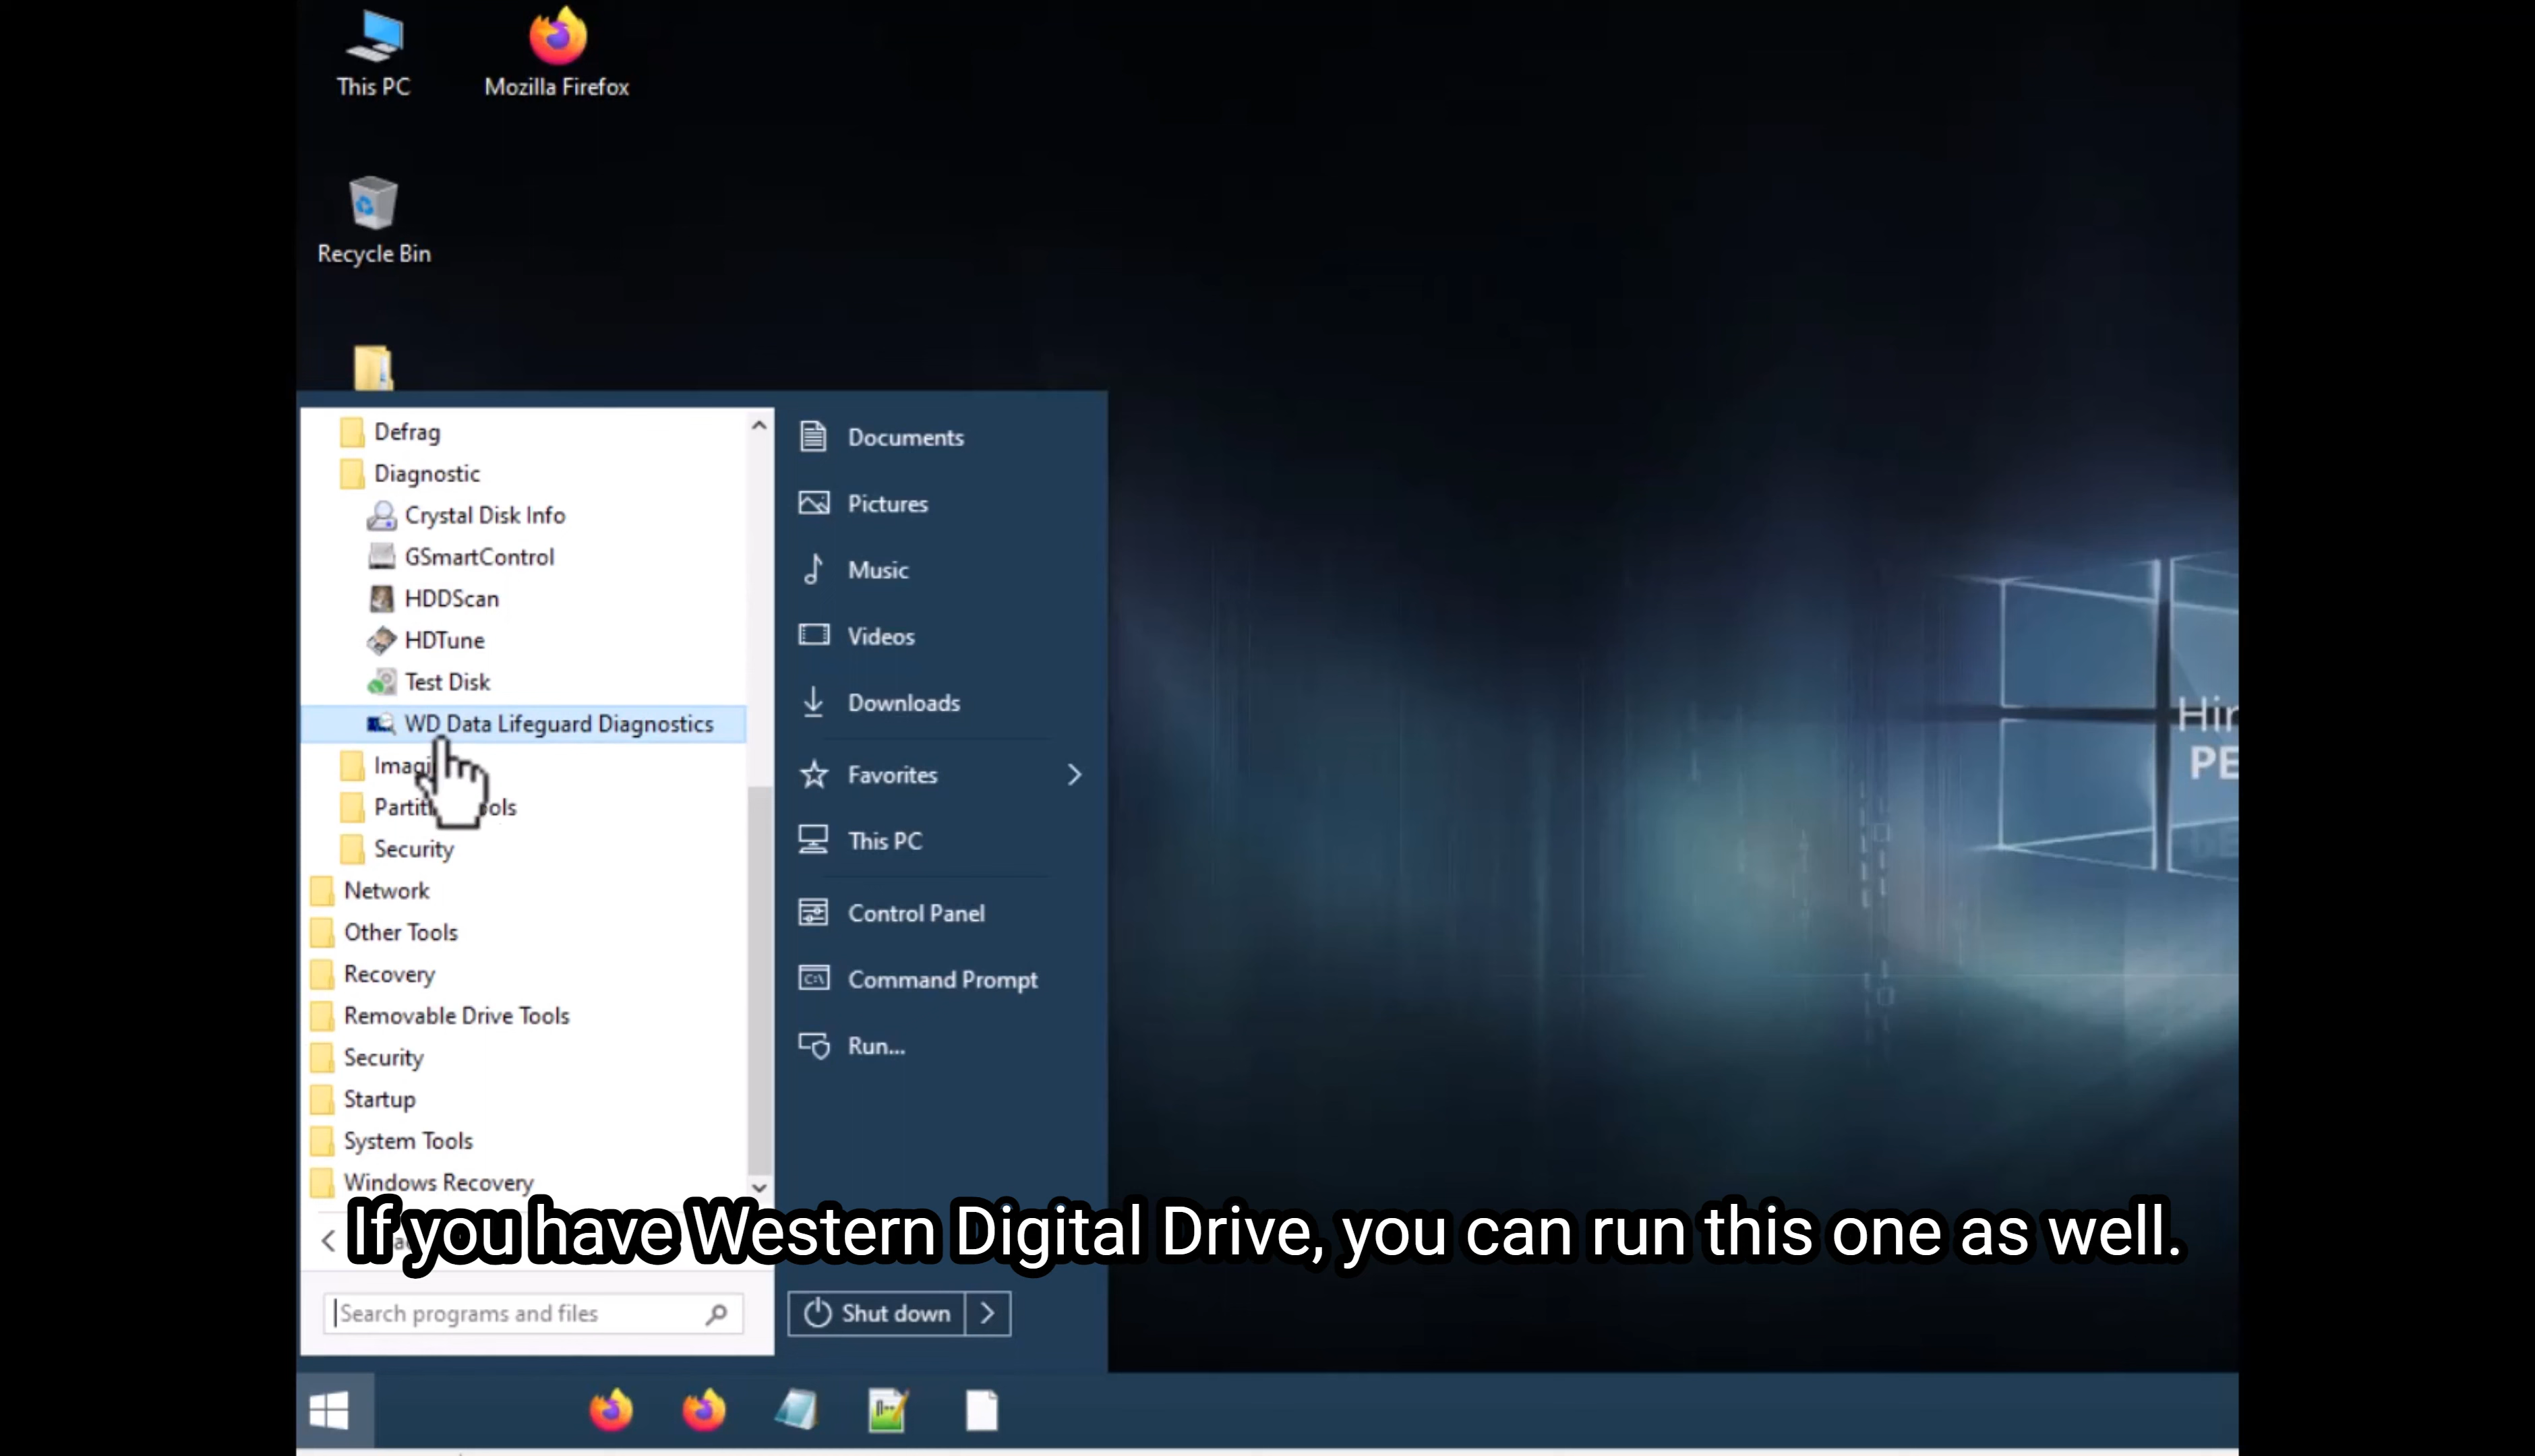 This PC
Mozilla Firefox
Recycle Bin
Defrag
Diagnostic
Crystal Disk Info
GSmartControl
HDDScan
HDTune
Test Disk
WD Data Lifeguard Diagnostics
Security
Network
Other Tools
Recovery
Removable Drive Tools
Security
Startup
System Tools
Windows Recovery
Search programs and files
Documents
Pictures
Music
Videos
Downloads
Favorites
This PC
Control Panel
Command Prompt
Run...
Shut down
PE
If you have Western Digital Drive, you can run this one as well.